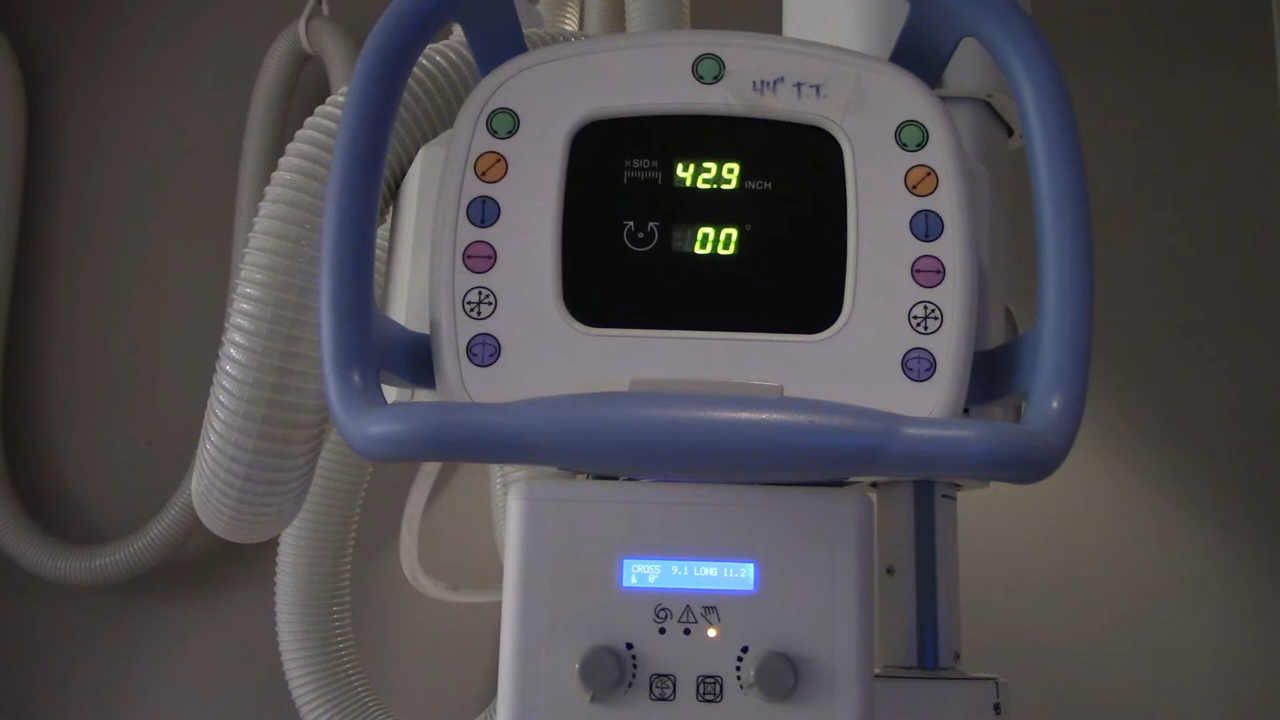 44" T.T.
SID
42.9 INCH
00 °
CROSS 9.1 LONG 11.2
0°